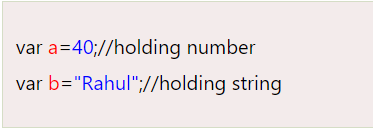 var a=40;//holding number
var b="Rahul";//holding string